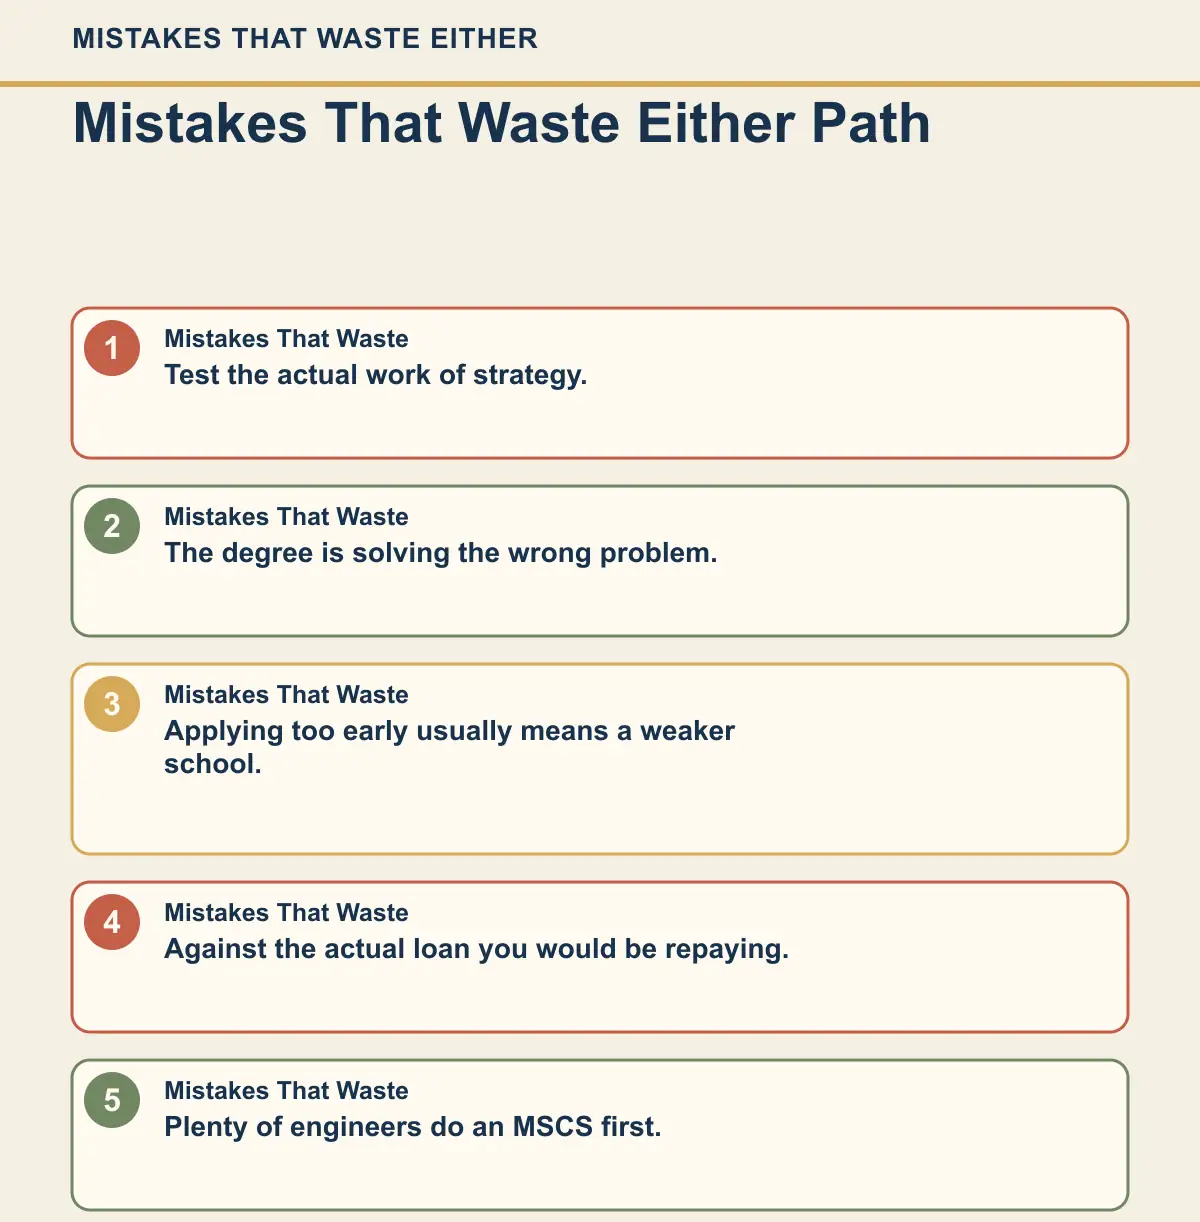 MISTAKES THAT WASTE EITHER
Mistakes That Waste Either Path
1
Mistakes That Waste
Test the actual work of strategy.
2
Mistakes That Waste
The degree is solving the wrong problem.
3
Mistakes That Waste
Applying too early usually means a weaker
school.
4
Mistakes That Waste
Against the actual loan you would be repaying.
5
Mistakes That Waste
Plenty of engineers do an MSCS first.